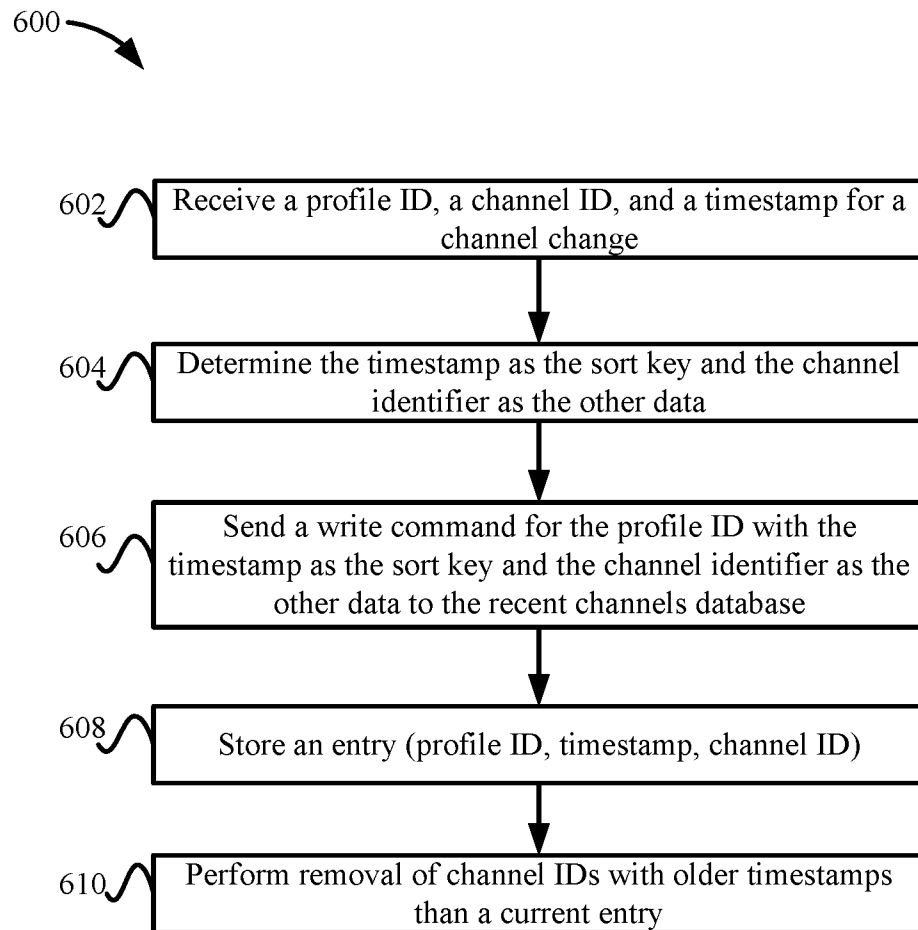 600
602
Receive a profile ID, a channel ID, and a timestamp for a
channel change
604
Determine the timestamp as the sort key and the channel
identifier as the other data
606
Send a write command for the profile ID with the
timestamp as the sort key and the channel identifier as the
other data to the recent channels database
608
Store an entry (profile ID, timestamp, channel ID)
610
Perform removal of channel IDs with older timestamps
than a current entry